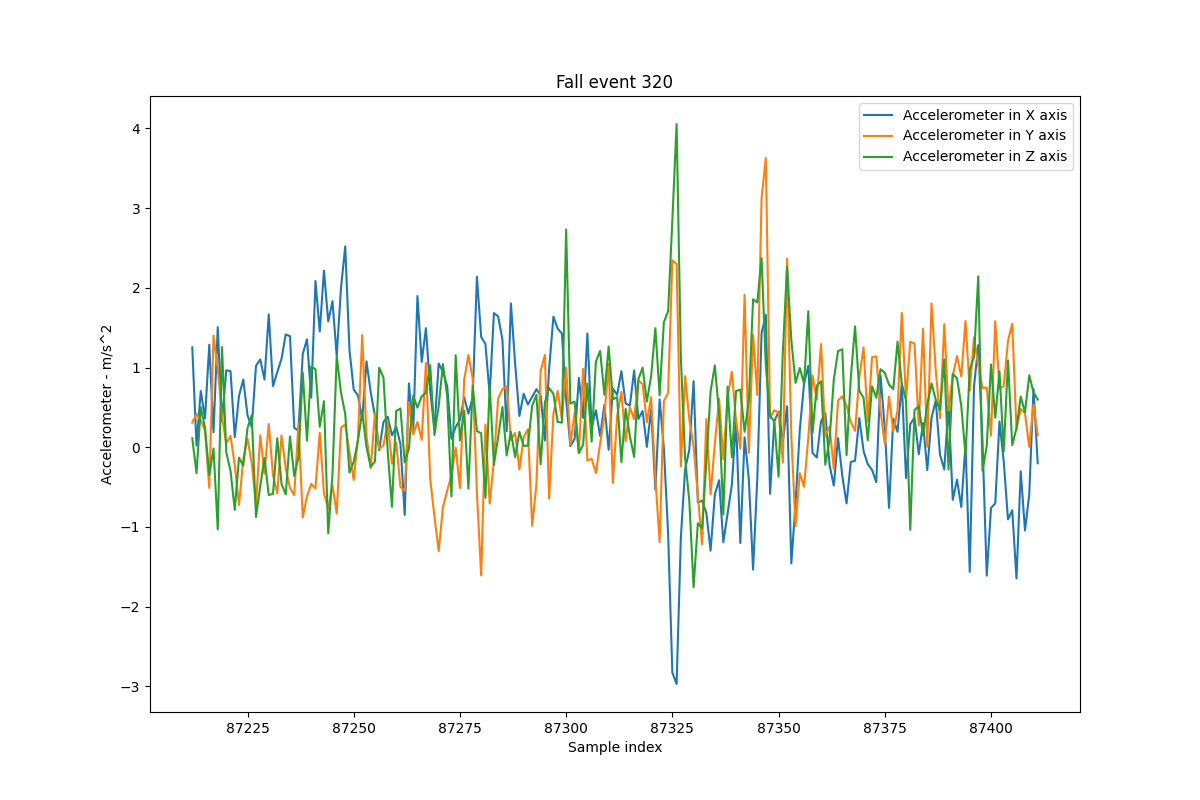 Fall event 320
Accelerometer in X axis
Accelerometer in Y axis
Accelerometer in Z axis
Accelerometer - m/s^2
4
3
2
1
0
−1
−2
−3
87225 87250 87275 87300 87325 87350 87375 87400
Sample index